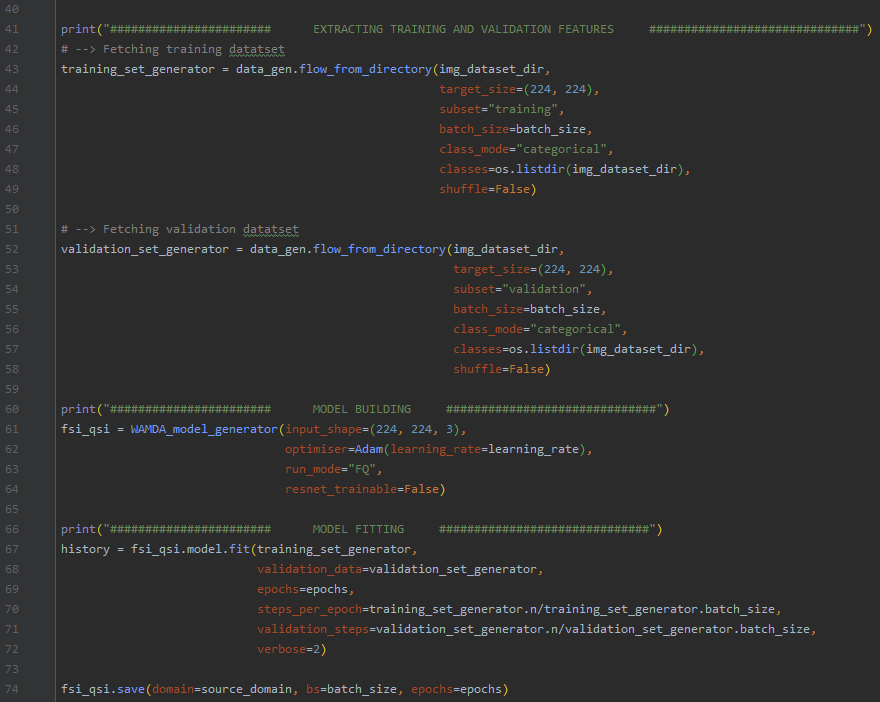 40
41 print("####################### EXTRACTING TRAINING AND VALIDATION FEATURES ##############################")
42 # --> Fetching training datatset
43 training_set_generator = data_gen.flow_from_directory(img_dataset_dir,
44 target_size=(224, 224),
45 subset="training",
46 batch_size=batch_size,
47 class_mode="categorical",
48 classes=os.listdir(img_dataset_dir),
49 shuffle=False)
50
51 # --> Fetching validation datatset
52 validation_set_generator = data_gen.flow_from_directory(img_dataset_dir,
53 target_size=(224, 224),
54 subset="validation",
55 batch_size=batch_size,
56 class_mode="categorical",
57 classes=os.listdir(img_dataset_dir),
58 shuffle=False)
59
60 print("####################### MODEL BUILDING ##############################")
61 fsi_qsi = WAMDA_model_generator(input_shape=(224, 224, 3),
62 optimiser=Adam(learning_rate=learning_rate),
63 run_mode="FQ",
64 resnet_trainable=False)
65
66 print("####################### MODEL FITTING ##############################")
67 history = fsi_qsi.model.fit(training_set_generator,
68 validation_data=validation_set_generator,
69 epochs=epochs,
70 steps_per_epoch=training_set_generator.n/training_set_generator.batch_size,
71 validation_steps=validation_set_generator.n/validation_set_generator.batch_size,
72 verbose=2)
73
74 fsi_qsi.save(domain=source_domain, bs=batch_size, epochs=epochs)